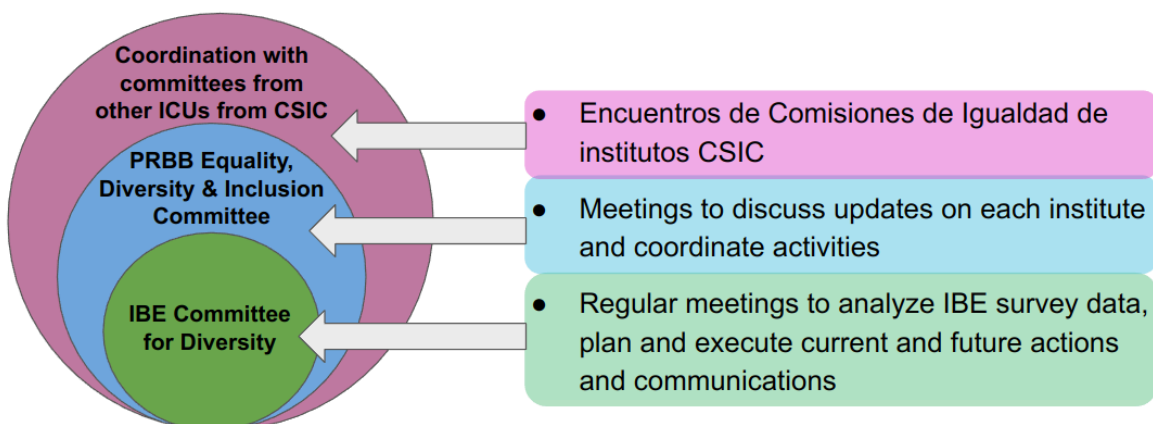 Coordination with
committees from
other ICUs from CSIC
PRBB Equality,
Diversity & Inclusion
Committee
IBE Committee
for Diversity
● Encuentros de Comisiones de Igualdad de
institutos CSIC
● Meetings to discuss updates on each institute
and coordinate activities
● Regular meetings to analyze IBE survey data,
plan and execute current and future actions
and communications